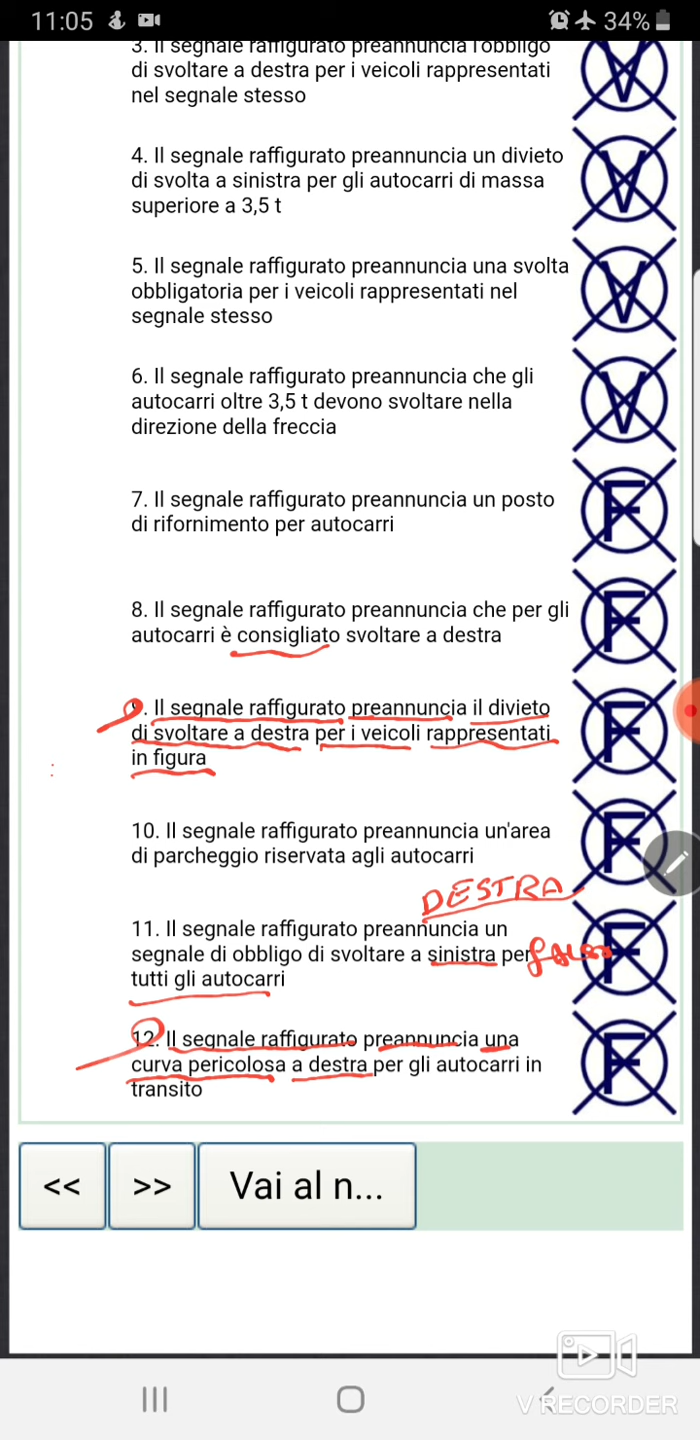 11:05
34%
3. Il segnale raffigurato preannuncia l'obbligo
di svoltare a destra per i veicoli rappresentati
nel segnale stesso
V
4. Il segnale raffigurato preannuncia un divieto
di svolta a sinistra per gli autocarri di massa
superiore a 3,5 t
V
5. Il segnale raffigurato preannuncia una svolta
obbligatoria per i veicoli rappresentati nel
segnale stesso
V
6. Il segnale raffigurato preannuncia che gli
autocarri oltre 3,5 t devono svoltare nella
direzione della freccia
V
7. Il segnale raffigurato preannuncia un posto
di rifornimento per autocarri
F
8. Il segnale raffigurato preannuncia che per gli
autocarri è consigliato svoltare a destra
F
9. Il segnale raffigurato preannuncia il divieto
di svoltare a destra per i veicoli rappresentati
in figura
F
10. Il segnale raffigurato preannuncia un'area
di parcheggio riservata agli autocarri
F
DESTRA
11. Il segnale raffigurato preannuncia un
segnale di obbligo di svoltare a sinistra per
tutti gli autocarri
F
12. Il segnale raffigurato preannuncia una
curva pericolosa a destra per gli autocarri in
transito
F
<< >> Vai al n...
V RECORDER